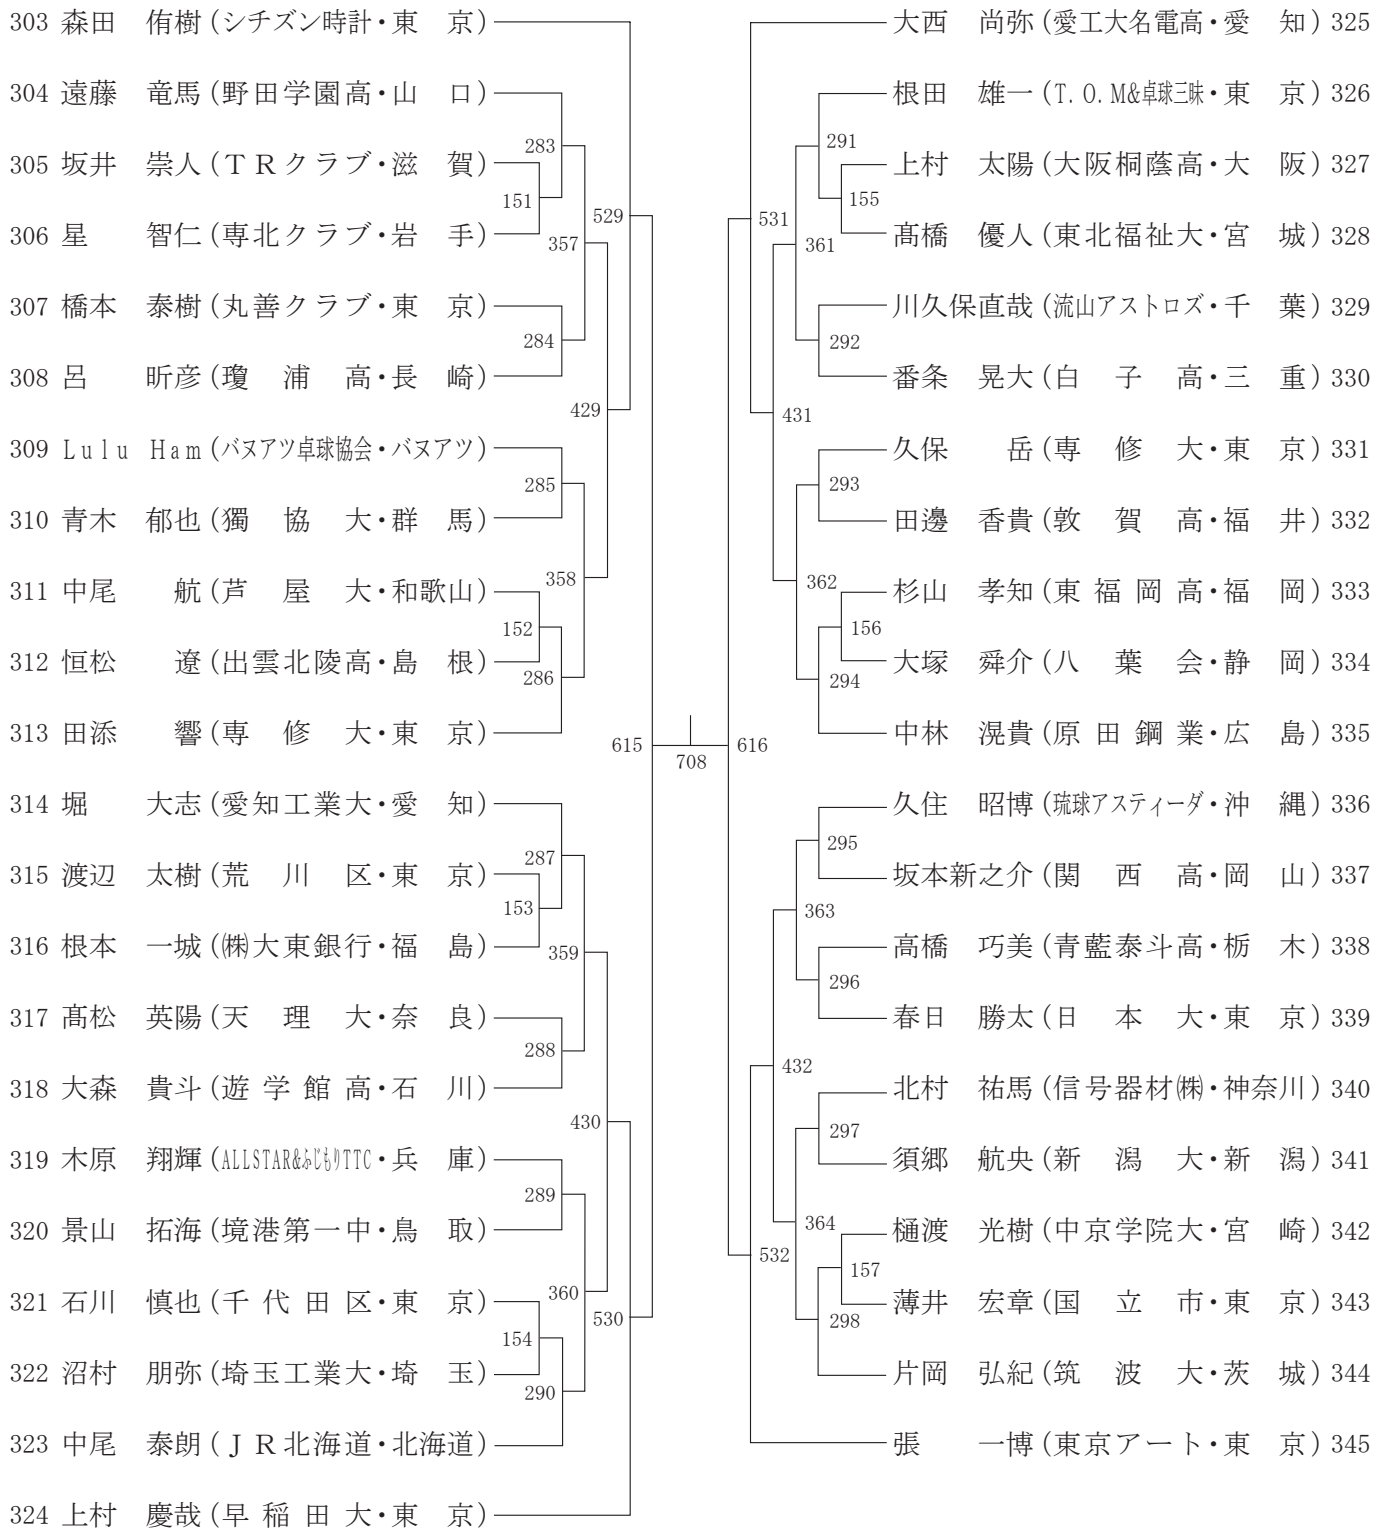 303 森田 侑樹 (シチズン時計・東 京)
304 遠藤 竜馬 (野田学園高・山 口)
283
305 坂井 崇人 (ＴＲクラブ・滋 賀)
151
529
306 星 智仁 (専北クラブ・岩 手)
357
307 橋本 泰樹 (丸善クラブ・東 京)
284
308 呂 昕彦 (瓊浦高・長 崎)
429
309 Lulu Ham (バヌアツ卓球協会・バヌアツ)
285
310 青木 郁也 (獨協大・群 馬)
358
311 中尾 航 (芦屋大・和歌山)
152
312 恒松 遼 (出雲北陵高・島 根)
286
313 田添 響 (専修大・東 京)
615
314 堀 大志 (愛知工業大・愛 知)
287
315 渡辺 太樹 (荒川区・東 京)
153
316 根本 一城 (㈱大東銀行・福 島)
359
317 髙松 英陽 (天理大・奈 良)
288
318 大森 貴斗 (遊学館高・石 川)
430
319 木原 翔輝 (ALLSTAR&ふじもりTTC・兵 庫)
289
320 景山 拓海 (境港第一中・鳥 取)
360
321 石川 慎也 (千代田区・東 京)
530
154
322 沼村 朋弥 (埼玉工業大・埼 玉)
290
323 中尾 泰朗 (ＪＲ北海道・北海道)
324 上村 慶哉 (早稲田大・東 京)
708
大西 尚弥 (愛工大名電高・愛 知) 325
根田 雄一 (T.O.M&卓球三昧・東 京) 326
291
上村 太陽 (大阪桐蔭高・大 阪) 327
155
531
髙橋 優人 (東北福祉大・宮 城) 328
361
川久保直哉 (流山アストロズ・千 葉) 329
292
番条 晃大 (白子高・三 重) 330
431
久保 岳 (専修大・東 京) 331
293
田邊 香貴 (敦賀高・福 井) 332
362
杉山 孝知 (東福岡高・福 岡) 333
156
大塚 舜介 (八葉会・静 岡) 334
294
中林 滉貴 (原田鋼業・広 島) 335
616
久住 昭博 (琉球アスティーダ・沖 縄) 336
295
坂本新之介 (関西高・岡 山) 337
363
高橋 巧美 (青藍泰斗高・栃 木) 338
296
春日 勝太 (日本大・東 京) 339
432
北村 祐馬 (信号器材㈱・神奈川) 340
297
須郷 航央 (新潟大・新 潟) 341
364
樋渡 光樹 (中京学院大・宮 崎) 342
532
157
薄井 宏章 (国立市・東 京) 343
298
片岡 弘紀 (筑波大・茨 城) 344
張 一博 (東京アート・東 京) 345